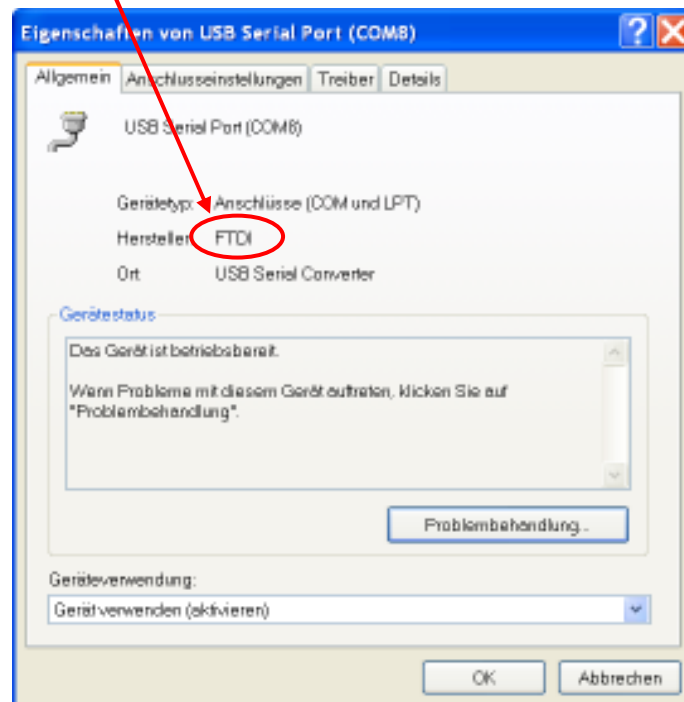 Eigenschaften von USB Serial Port (COM8)
Allgemein Anschlusseinstellungen Treiber Details
USB Serial Port (COM8)
Gerätetyp: Anschlüsse (COM und LPT)
Hersteller: FTDI
Ort: USB Serial Converter
Gerätestatus
Das Gerät ist betriebsbereit.
Wenn Probleme mit diesem Gerät auftreten, klicken Sie auf
"Problembehandlung".
Problembehandlung...
Geräteverwendung:
Gerät verwenden (aktivieren)
OK Abbrechen